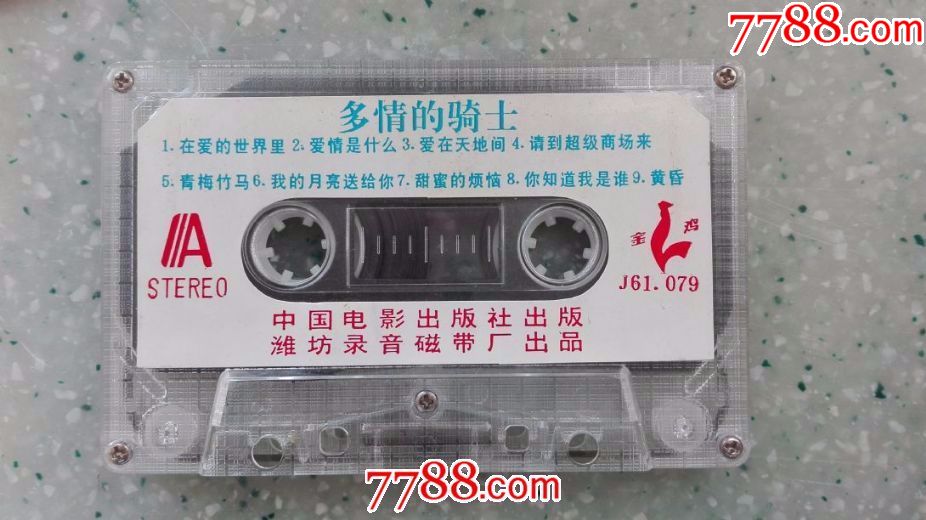 7788.com
多情的骑士
1. 在爱的世界里 2. 爱情是什么 3. 爱在天地间 4. 请到超级商场来
5. 青梅竹马 6. 我的月亮送给你 7. 甜蜜的烦恼 8. 你知道我是谁 9. 黄昏
A
STEREO
金鸡
J61.079
中国电影出版社出版
潍坊录音磁带厂出品
7788.com